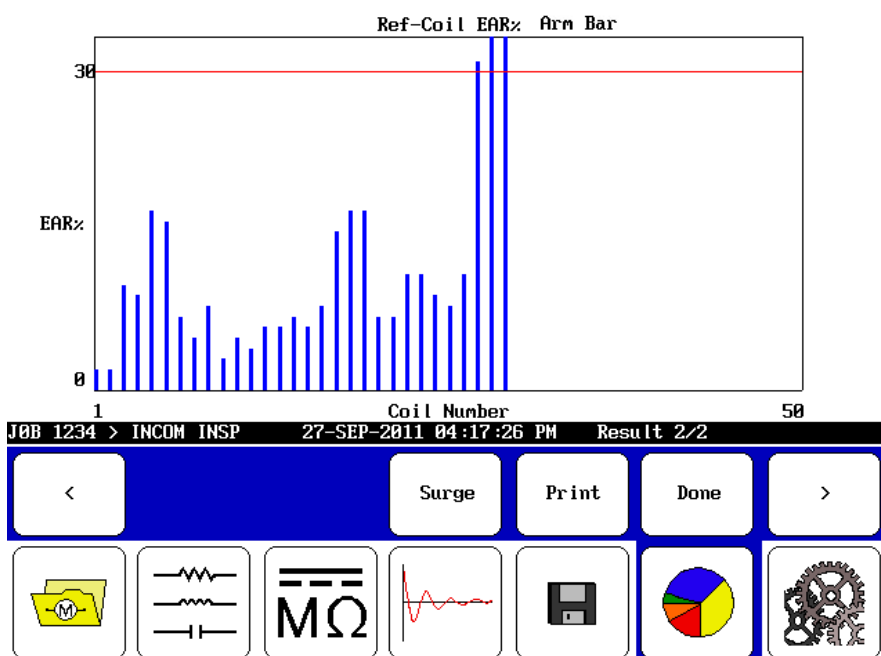 Ref-Coil EAR% Arm Bar
30
EAR%
0
1 Coil Number 50
JOB 1234 > INCOM INSP 27-SEP-2011 04:17:26 PM Result 2/2
< Surge Print Done >
M MΩ